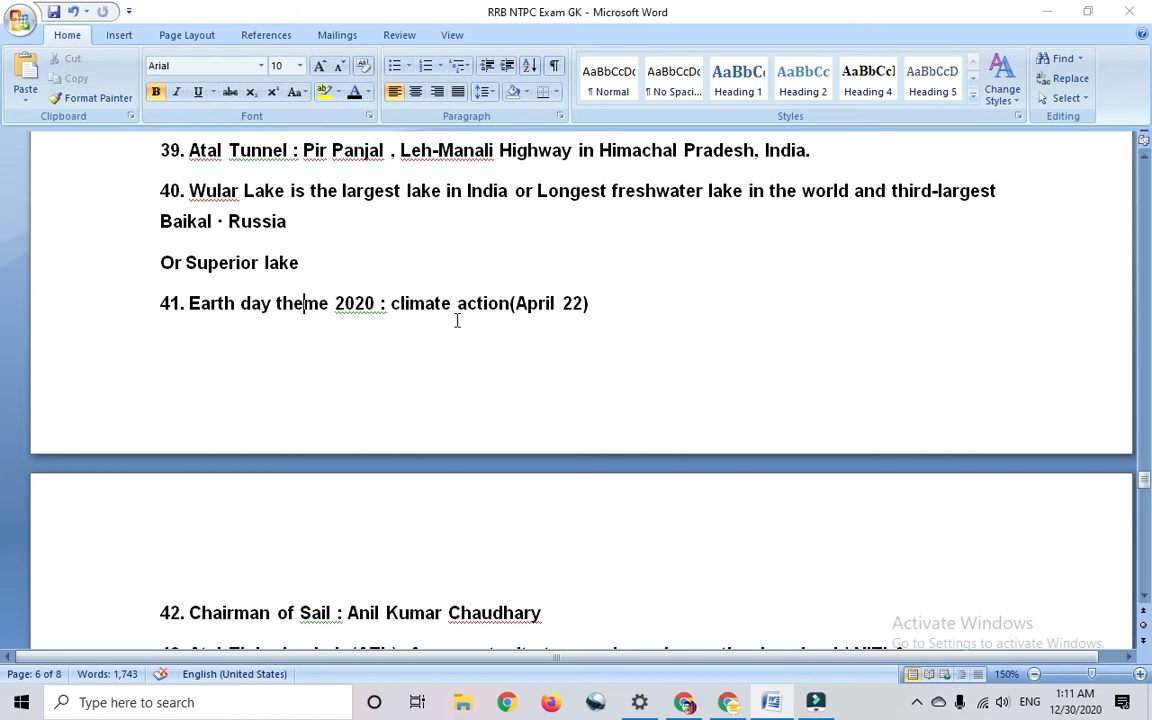 RRB NTPC Exam GK - Microsoft Word
Home Insert Page Layout References Mailings Review View
Cut
Copy
Format Painter
Paste
Clipboard
Arial 10
Font
Paragraph
AaBbCcDc AaBbCcDc AaBbCc AaBbCc AaBbCcI AaBbCcD
¶ Normal ¶ No Spaci... Heading 1 Heading 2 Heading 4 Heading 5
Change Styles
Styles
Find
Replace
Select
Editing
39. Atal Tunnel : Pir Panjal , Leh-Manali Highway in Himachal Pradesh, India.
40. Wular Lake is the largest lake in India or Longest freshwater lake in the world and third-largest
Baikal · Russia
Or Superior lake
41. Earth day theme 2020 : climate action(April 22)
42. Chairman of Sail : Anil Kumar Chaudhary
Activate Windows
Go to Settings to activate Windows.
Page: 6 of 8 Words: 1,743 English (United States) 150%
Type here to search
ENG
1:11 AM
12/30/2020